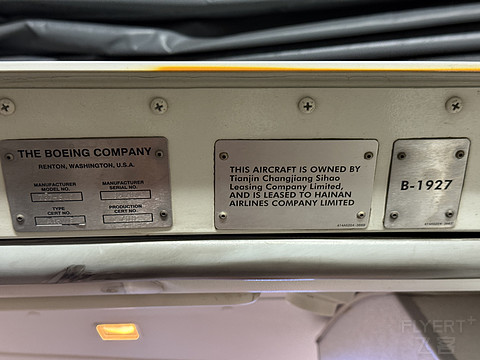 THE BOEING COMPANY
RENTON, WASHINGTON, U.S.A.
MANUFACTURER
MODEL NO.
MANUFACTURER
SERIAL NO.
TYPE
CERT NO.
PRODUCTION
CERT NO.
THIS AIRCRAFT IS OWNED BY
Tianjin Changjiang Sihao
Leasing Company Limited,
AND IS LEASED TO HAINAN
AIRLINES COMPANY LIMITED
B-1927
FLYERT+
飞客